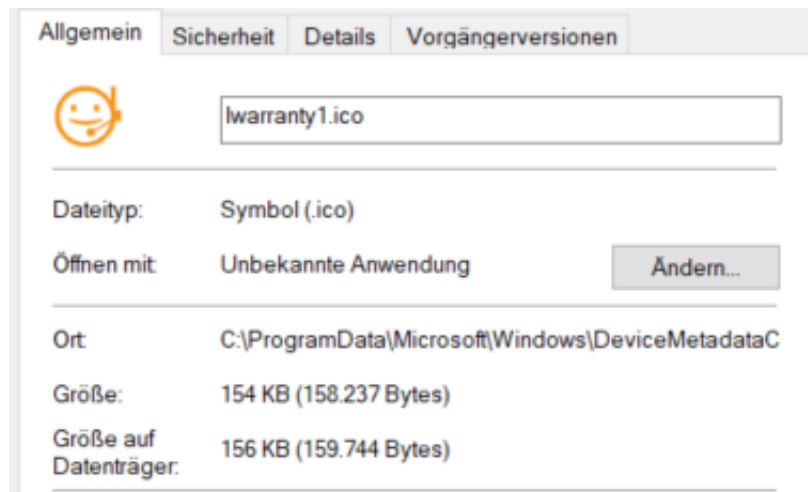 Allgemein Sicherheit Details Vorgängerversionen
lwarranty1.ico
Dateityp: Symbol (.ico)
Öffnen mit: Unbekannte Anwendung Ändern...
Ort: C:\ProgramData\Microsoft\Windows\DeviceMetadataC
Größe: 154 KB (158.237 Bytes)
Größe auf
Datenträger: 156 KB (159.744 Bytes)